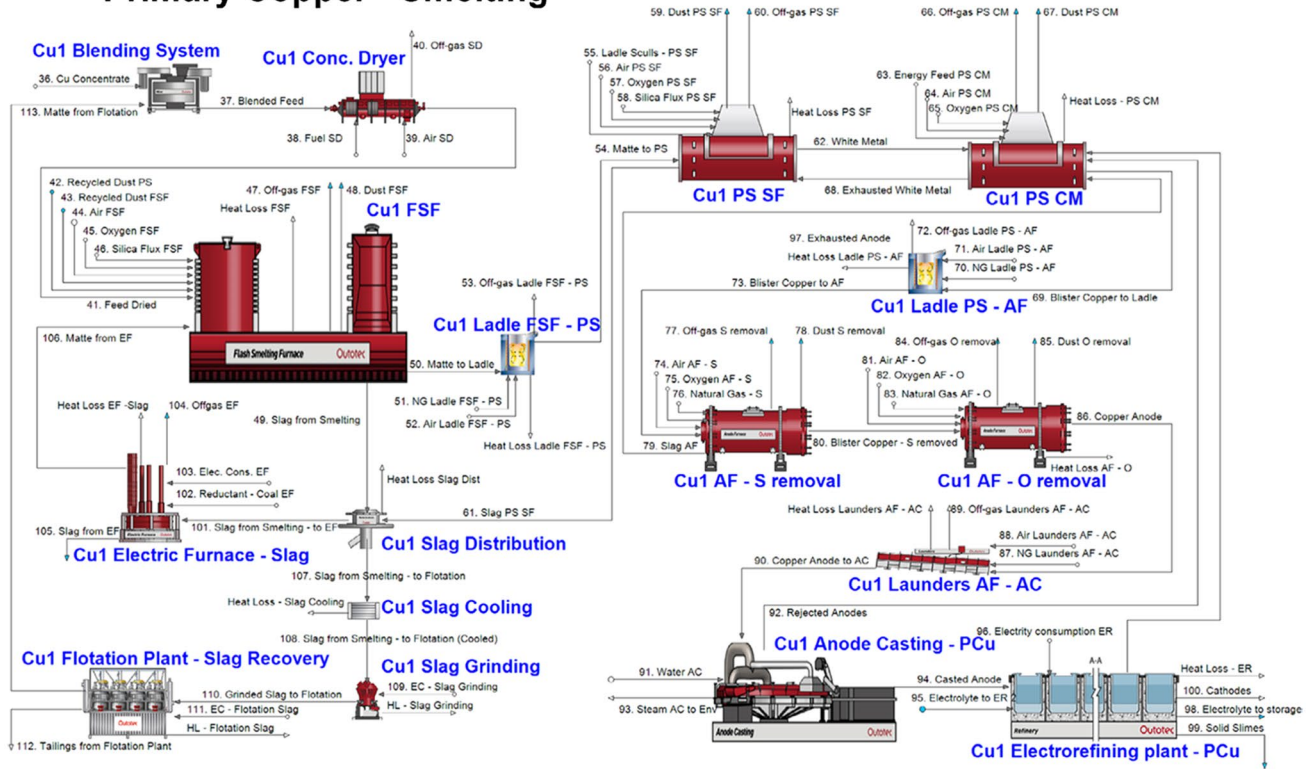 Primary Copper - Smelting
59. Dust PS SF
60. Off-gas PS SF
66. Off-gas PS CM
67. Dust PS CM
Cu1 Blending System
40. Off-gas SD
Cu1 Conc. Dryer
36. Cu Concentrate
37. Blended Feed
113. Matte from Flotation
38. Fuel SD
39. Air SD
55. Ladle Sculls - PS SF
56. Air PS SF
57. Oxygen PS SF
58. Silica Flux PS SF
Heat Loss PS SF
63. Energy Feed PS CM
64. Air PS CM
65. Oxygen PS CM
Heat Loss - PS CM
54. Matte to PS
62. White Metal
68. Exhausted White Metal
Cu1 PS SF
Cu1 PS CM
42. Recycled Dust PS
43. Recycled Dust FSF
44. Air FSF
45. Oxygen FSF
46. Silica Flux FSF
47. Off-gas FSF
48. Dust FSF
Heat Loss FSF
Cu1 FSF
41. Feed Dried
106. Matte from EF
Flash Smelting Furnace
Outotec
53. Off-gas Ladle FSF - PS
Cu1 Ladle FSF - PS
50. Matte to Ladle
51. NG Ladle FSF - PS
52. Air Ladle FSF - PS
Heat Loss Ladle FSF - PS
97. Exhausted Anode
72. Off-gas Ladle PS - AF
Heat Loss Ladle PS - AF
71. Air Ladle PS - AF
70. NG Ladle PS - AF
73. Blister Copper to AF
69. Blister Copper to Ladle
Cu1 Ladle PS - AF
77. Off-gas S removal
78. Dust S removal
84. Off-gas O removal
85. Dust O removal
74. Air AF - S
75. Oxygen AF - S
76. Natural Gas - S
81. Air AF - O
82. Oxygen AF - O
83. Natural Gas AF - O
86. Copper Anode
Anode Furnace
Outotec
Anode Furnace
Outotec
79. Slag AF
80. Blister Copper - S removed
Heat Loss AF - O
Cu1 AF - S removal
Cu1 AF - O removal
Heat Loss EF -Slag
104. Offgas EF
49. Slag from Smelting
103. Elec. Cons. EF
102. Reductant - Coal EF
Heat Loss Slag Dist
105. Slag from EF
101. Slag from Smelting - to EF
61. Slag PS SF
Cu1 Electric Furnace - Slag
Cu1 Slag Distribution
Heat Loss Launders AF - AC
89. Off-gas Launders AF - AC
88. Air Launders AF - AC
87. NG Launders AF - AC
90. Copper Anode to AC
Cu1 Launders AF - AC
107. Slag from Smelting - to Flotation
Heat Loss - Slag Cooling
Cu1 Slag Cooling
92. Rejected Anodes
108. Slag from Smelting - to Flotation (Cooled)
96. Electrity consumption ER
Cu1 Flotation Plant - Slag Recovery
Cu1 Slag Grinding
Cu1 Anode Casting - PCu
A-A
109. EC - Slag Grinding
110. Grinded Slag to Flotation
HL - Slag Grinding
111. EC - Flotation Slag
HL - Flotation Slag
Outotec
112. Tailings from Flotation Plant
91. Water AC
93. Steam AC to Env
94. Casted Anode
95. Electrolyte to ER 2
Anode Casting
Outotec
Heat Loss - ER
100. Cathodes
98. Electrolyte to storage
99. Solid Slimes
Refinery
Outotec
Cu1 Electrorefining plant - PCu